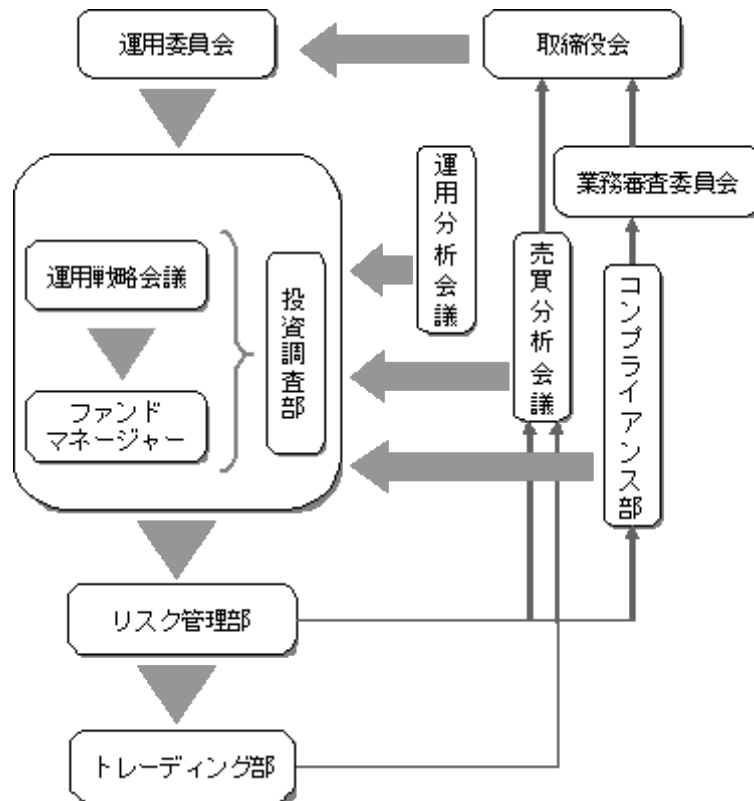 運用委員会
取締役会
業務審査委員会
運用分析会議
売買分析会議
コンプライアンス部
運用戦略会議
投資調査部
ファンド
マネージャー
リスク管理部
トレーディング部